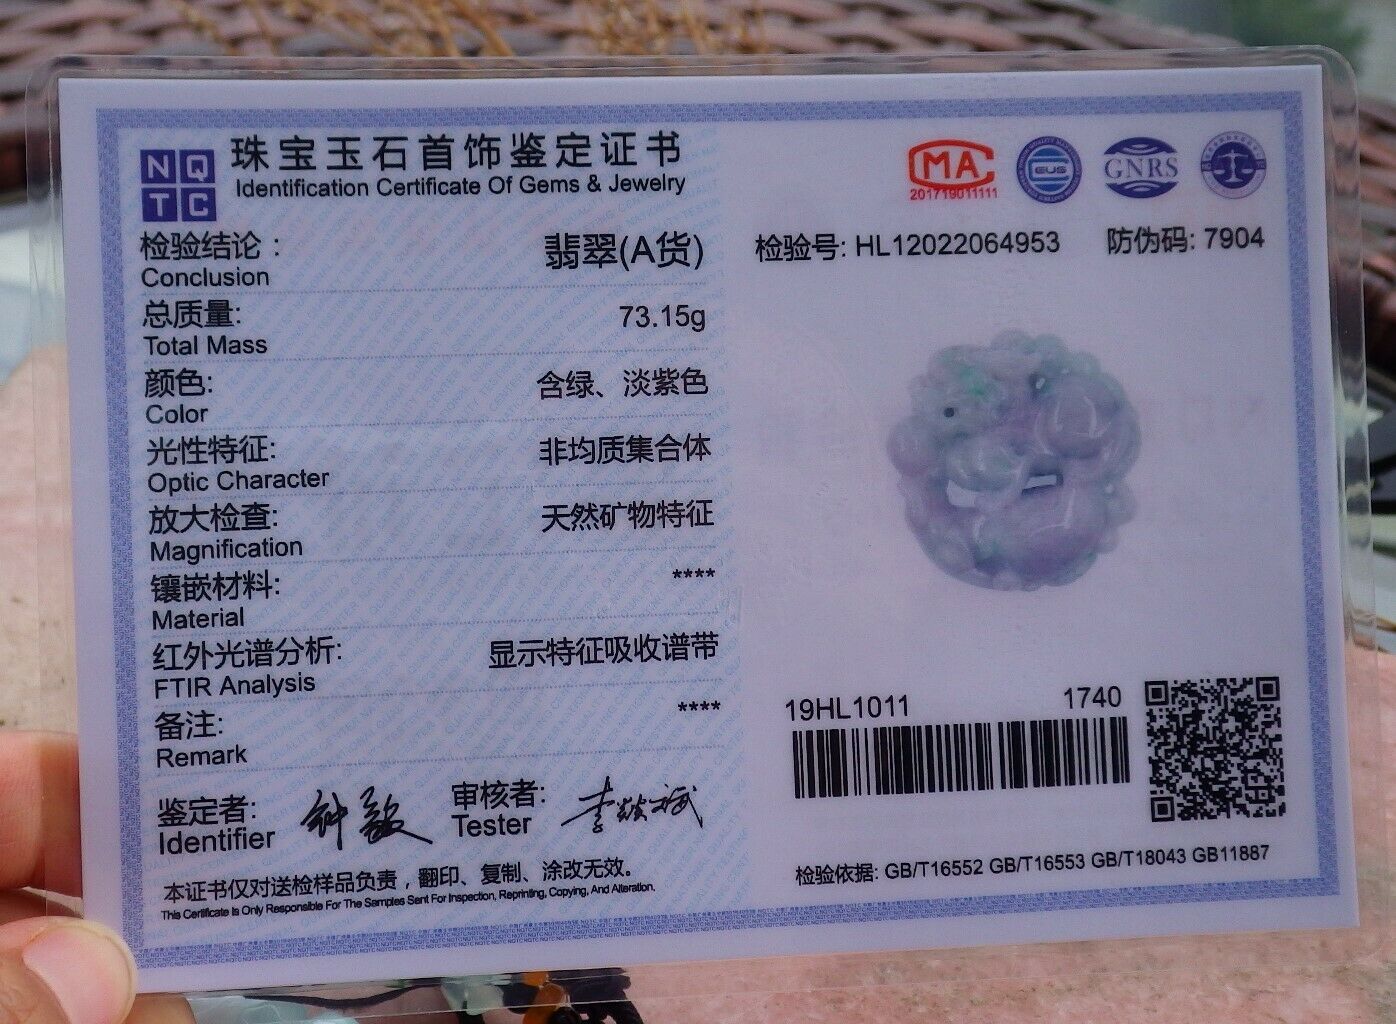 NQTC
珠宝玉石首饰鉴定证书
Identification Certificate Of Gems & Jewelry
MA
201719011111
GNRS
检验结论: 翡翠(A货)
Conclusion
检验号: HL12022064953 防伪码: 7904
总质量: 73.15g
Total Mass
颜色: 含绿、淡紫色
Color
光性特征: 非均质集合体
Optic Character
放大检查: 天然矿物特征
Magnification
镶嵌材料: ****
Material
红外光谱分析: 显示特征吸收谱带
FTIR Analysis
备注: ****
Remark
19HL1011 1740
鉴定者:
Identifier
审核者:
Tester
本证书仅对送检样品负责，翻印、复制、涂改无效。
This Certificate Is Only Responsible For The Samples Sent For Inspection, Reprinting, Copying, And Alteration.
检验依据: GB/T16552 GB/T16553 GB/T18043 GB11887